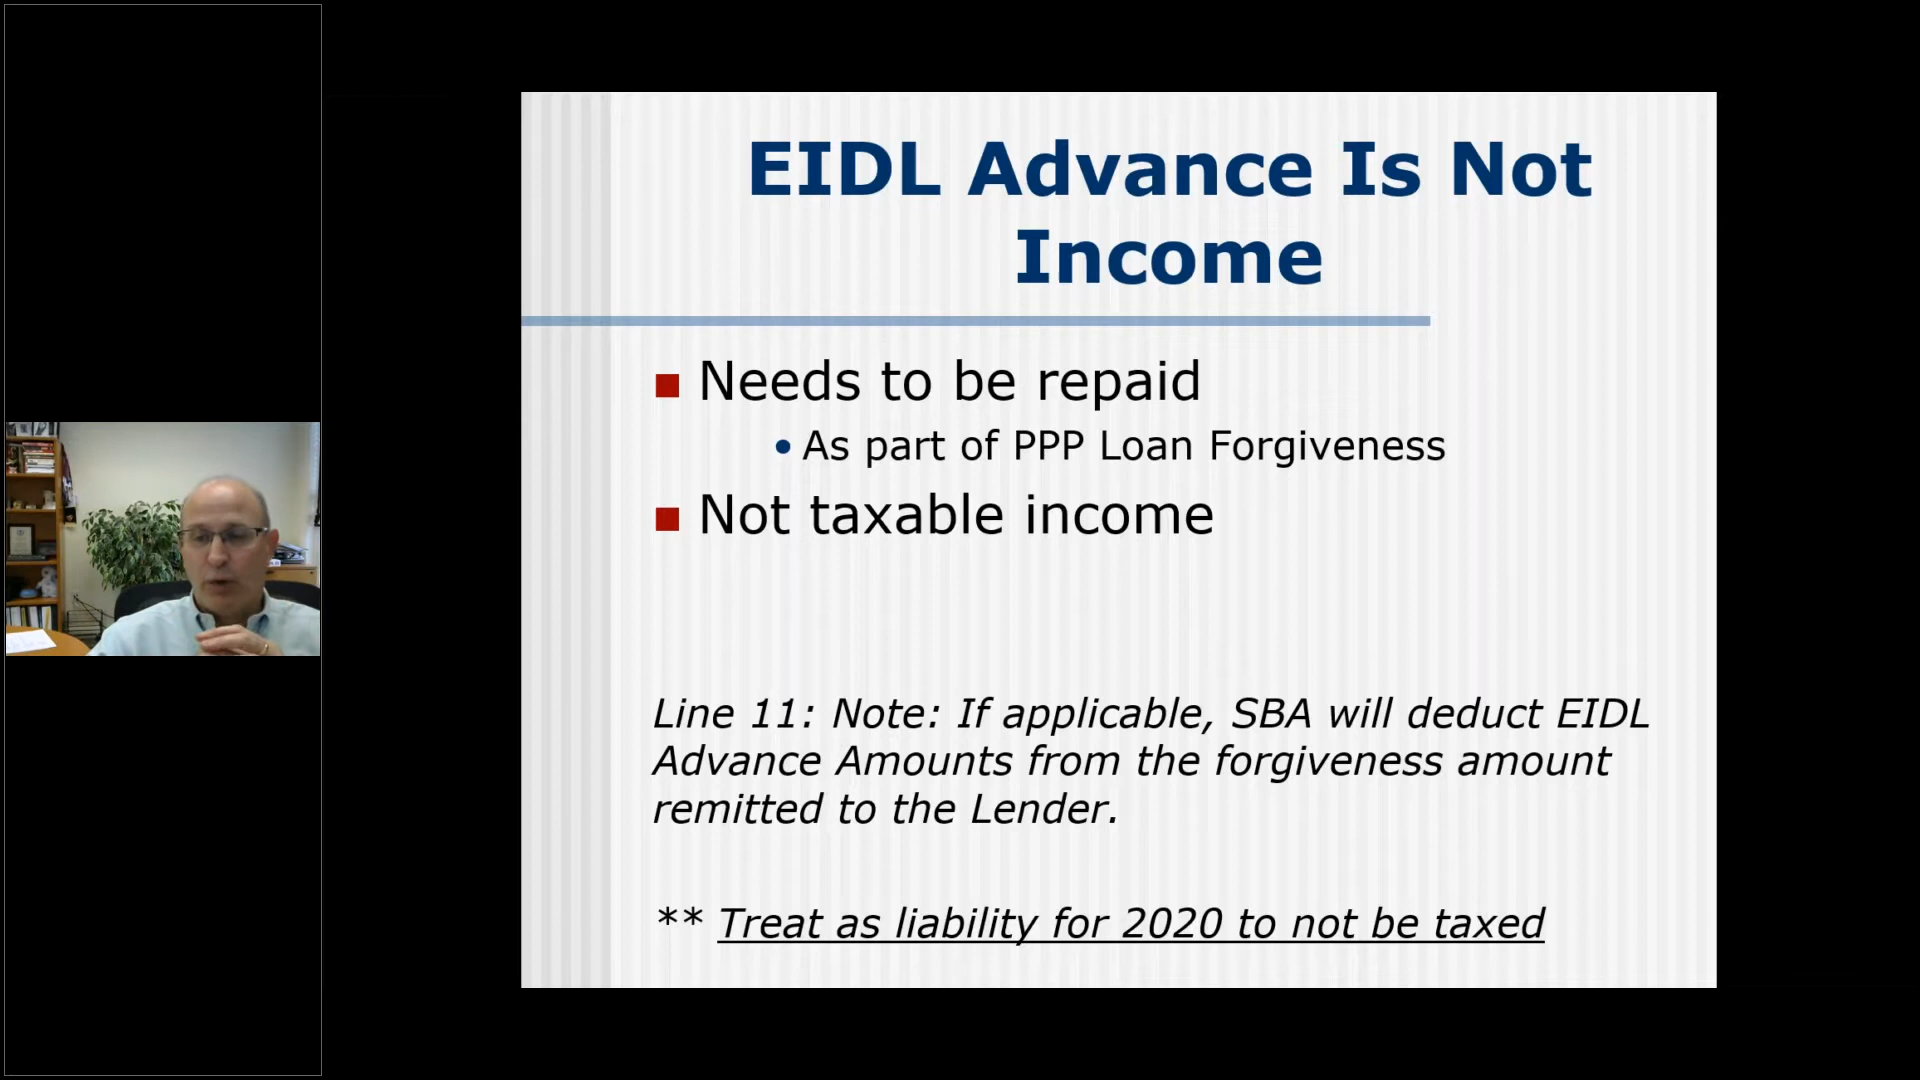 EIDL Advance Is Not
Income
Needs to be repaid
As part of PPP Loan Forgiveness
Not taxable income
Line 11: Note: If applicable, SBA will deduct EIDL
Advance Amounts from the forgiveness amount
remitted to the Lender.
** Treat as liability for 2020 to not be taxed